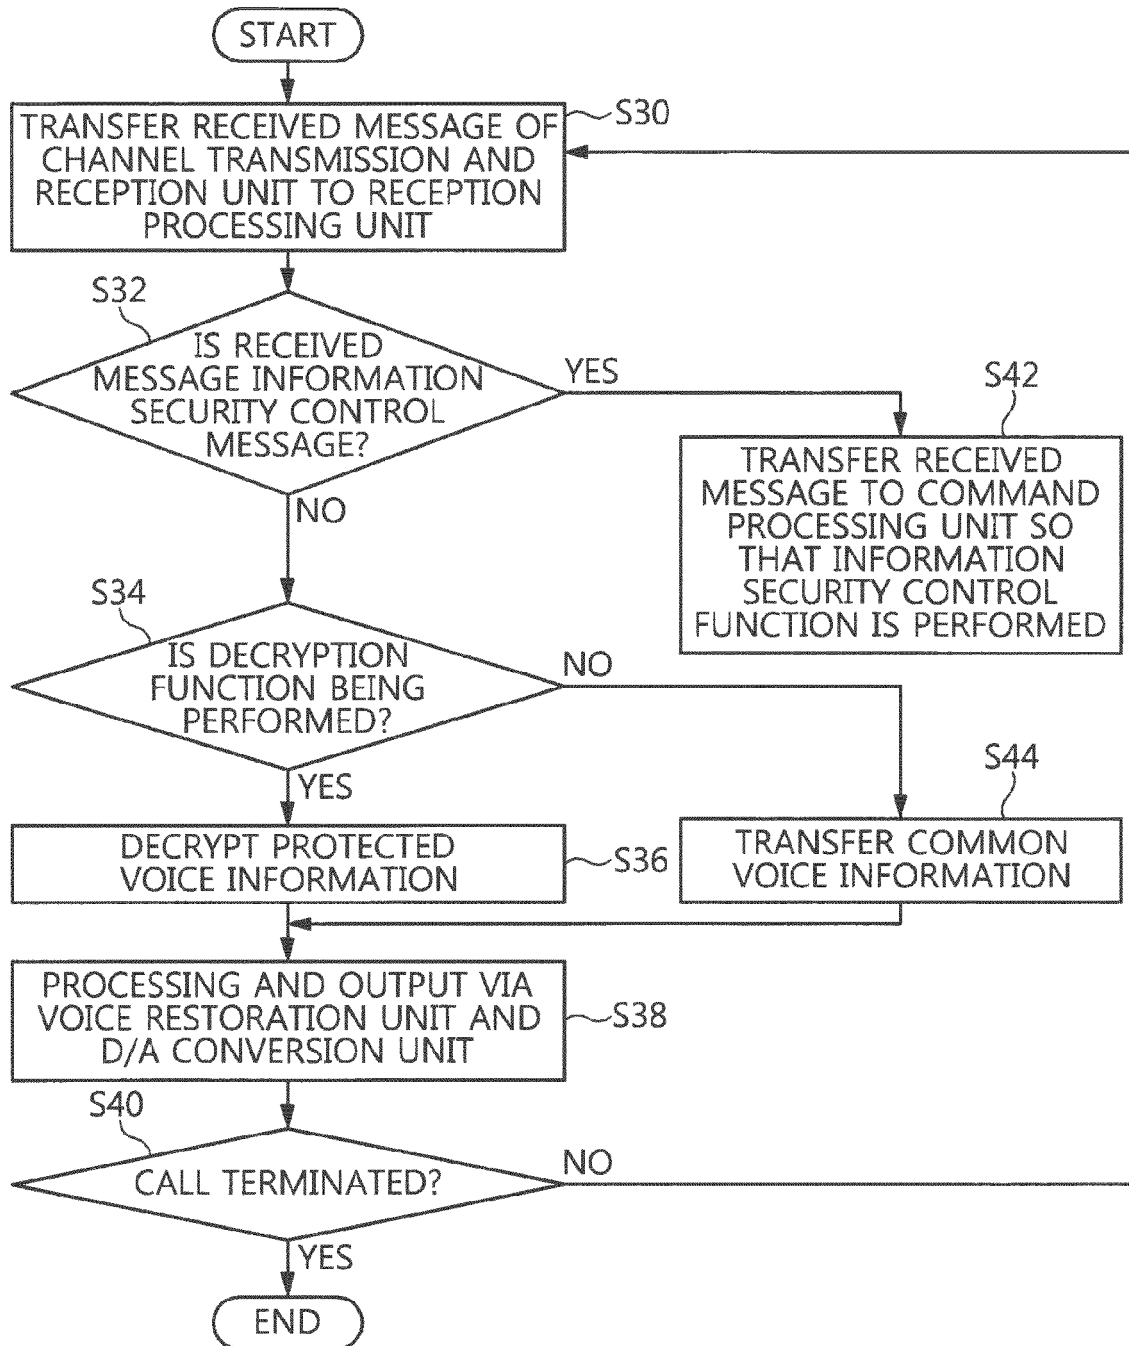 START
TRANSFER RECEIVED MESSAGE OF
CHANNEL TRANSMISSION AND
RECEPTION UNIT TO RECEPTION
PROCESSING UNIT
S30
S32
IS RECEIVED
MESSAGE INFORMATION
SECURITY CONTROL
MESSAGE?
YES
NO
S42
TRANSFER RECEIVED
MESSAGE TO COMMAND
PROCESSING UNIT SO
THAT INFORMATION
SECURITY CONTROL
FUNCTION IS PERFORMED
S34
IS DECRYPTION
FUNCTION BEING
PERFORMED?
NO
YES
S44
TRANSFER COMMON
VOICE INFORMATION
DECRYPT PROTECTED
VOICE INFORMATION
S36
PROCESSING AND OUTPUT VIA
VOICE RESTORATION UNIT AND
D/A CONVERSION UNIT
S38
S40
CALL TERMINATED?
NO
YES
END